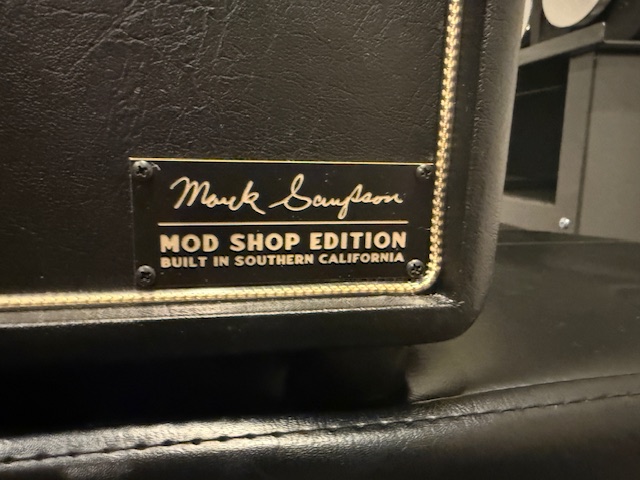 Mark Sampson
MOD SHOP EDITION
BUILT IN SOUTHERN CALIFORNIA